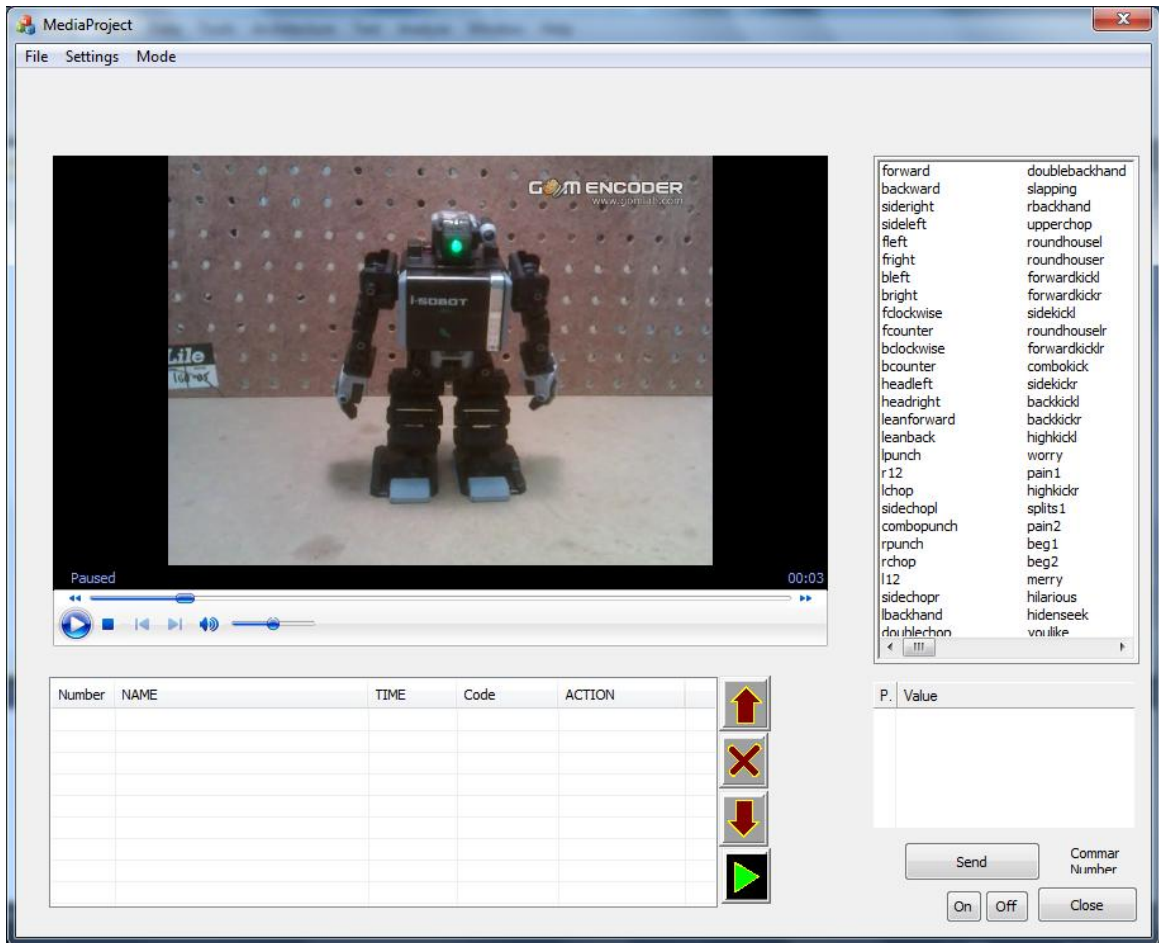 MediaProject
File Settings Mode
GOM ENCODER
www.gomlab.com
i-SOBOT
Lile
Paused 00:03
forward doublebackhand
backward slapping
sideright rbackhand
sideleft upperchop
fleft roundhousel
fright roundhouser
bleft forwardkickl
bright forwardkickr
fclockwise sidekickl
fcounter roundhouselr
bclockwise forwardkicklr
bcounter combokick
headleft sidekickr
headright backkickl
leanforward backkickr
leanback highkickl
lpunch worry
r12 pain1
lchop highkickr
sidechopl splits1
combopunch pain2
rpunch beg1
rchop beg2
l12 merry
sidechopr hilarious
lbackhand hidenseek
doublechop youlike
Number NAME TIME Code ACTION
P. Value
Send
Commar
Number
On Off Close